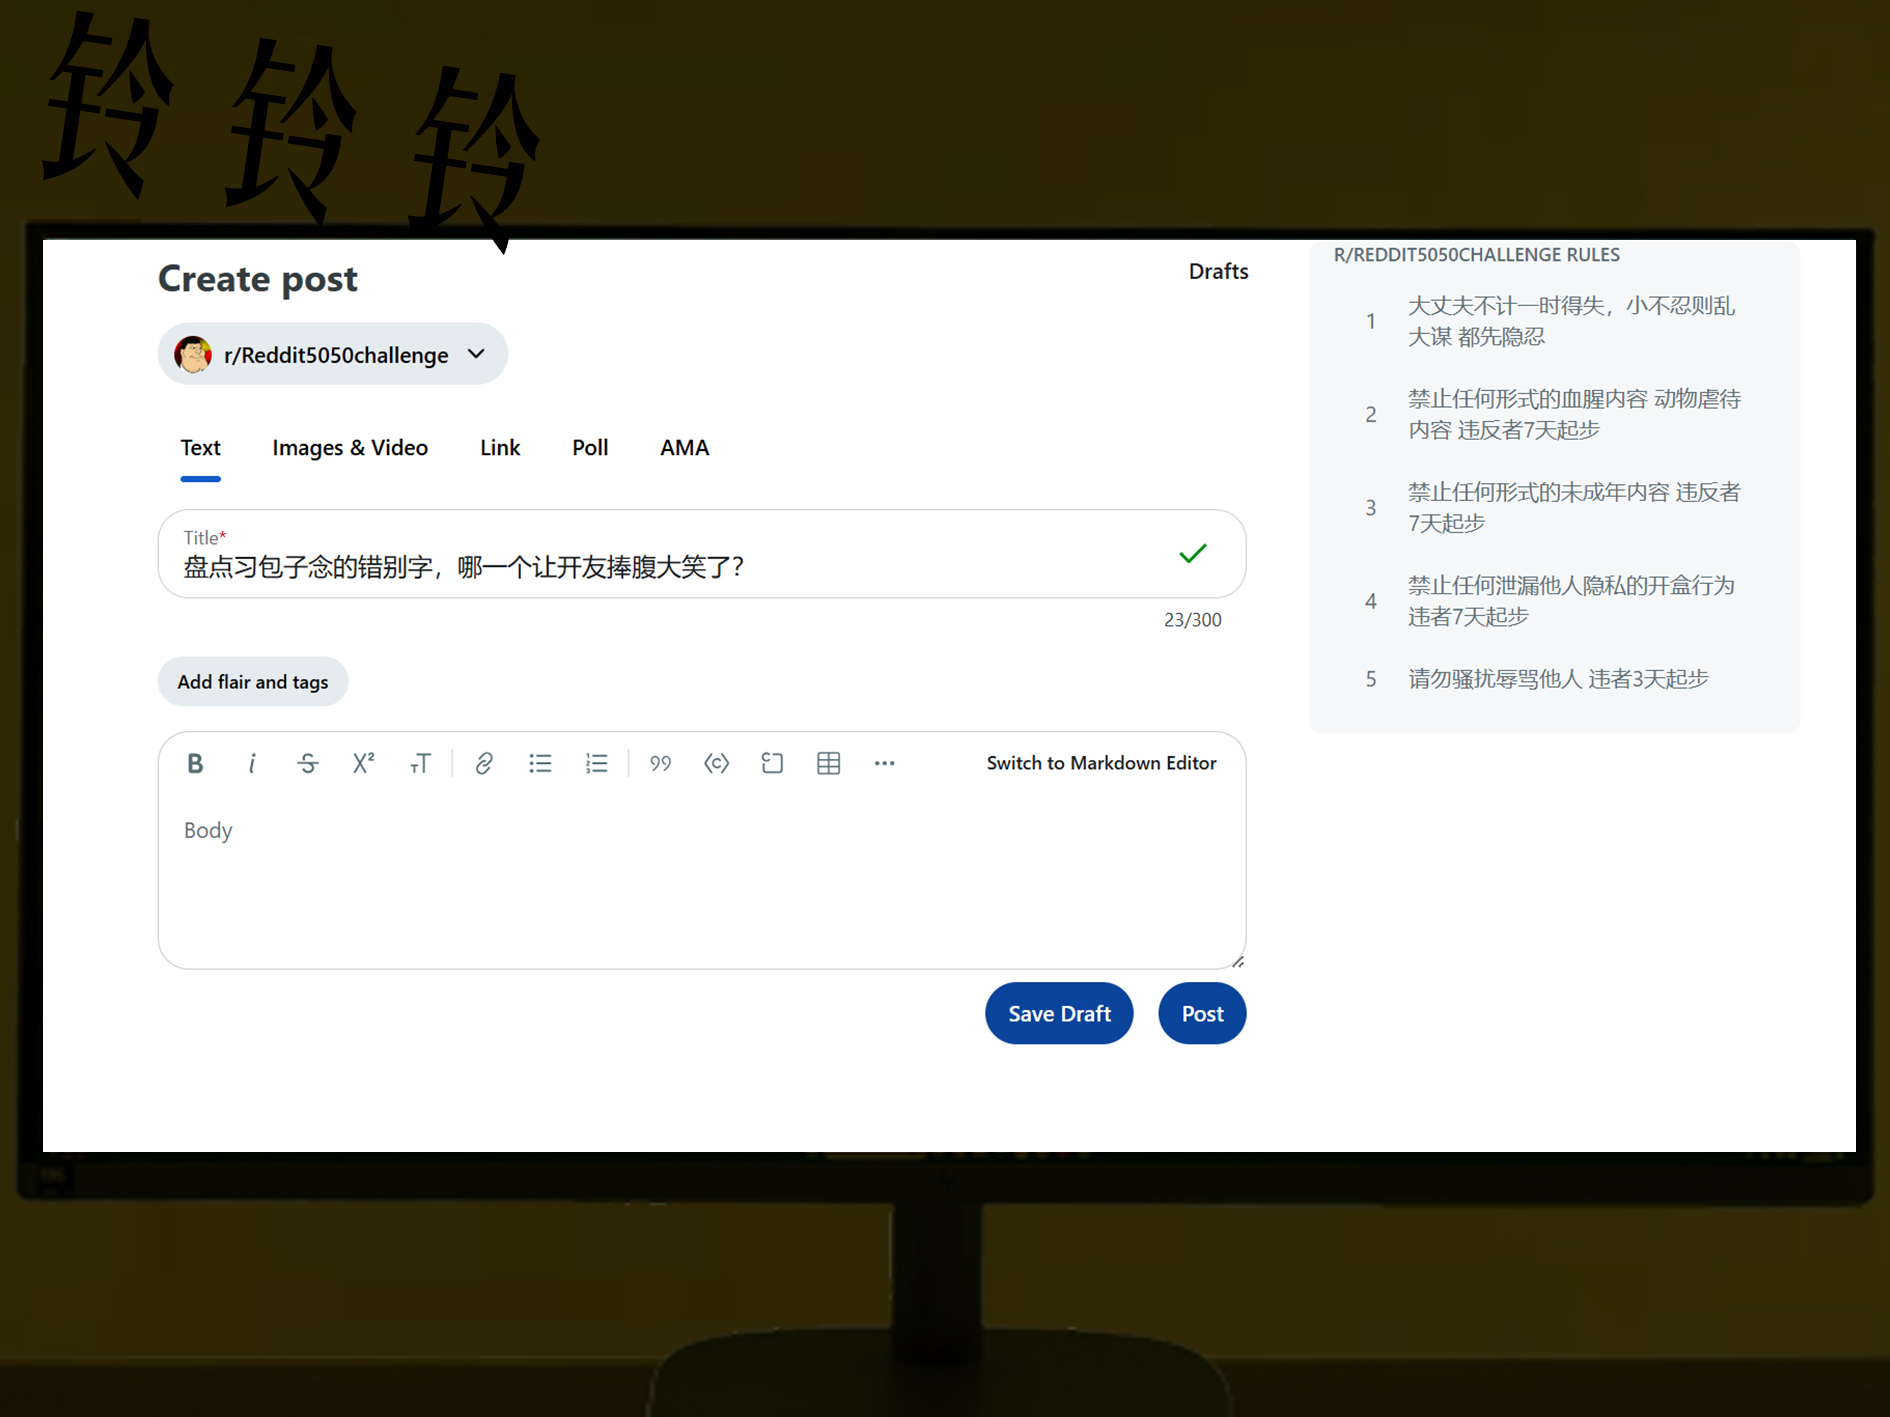 铃铃铃
Create post
Drafts
r/Reddit5050challenge
Text Images & Video Link Poll AMA
Title*
盘点习包子念的错别字，哪一个让开友捧腹大笑了？
23/300
Add flair and tags
B i S X² TT 99 Switch to Markdown Editor
Body
Save Draft Post
R/REDDIT5050CHALLENGE RULES
1 大丈夫不计一时得失，小不忍则乱
大谋 都先隐忍
2 禁止任何形式的血腥内容 动物虐待
内容 违反者7天起步
3 禁止任何形式的未成年内容 违反者
7天起步
4 禁止任何泄漏他人隐私的开盒行为
违者7天起步
5 请勿骚扰辱骂他人 违者3天起步